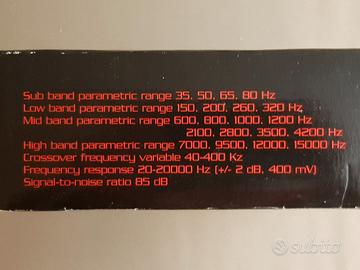 Sub band parametric range 35, 50, 65, 80 Hz
Low band parametric range 150, 200, 260, 320 Hz
Mid band parametric range 600, 800, 1000, 1200 Hz
2100, 2800, 3500, 4200 Hz
High band parametric range 7000, 9500, 12000, 15000 Hz
Crossover frequency variable 40-400 Kz
Frequency response 20-20000 Hz (+/- 2 dB, 400 mV)
Signal-to-noise ratio 85 dB
subito